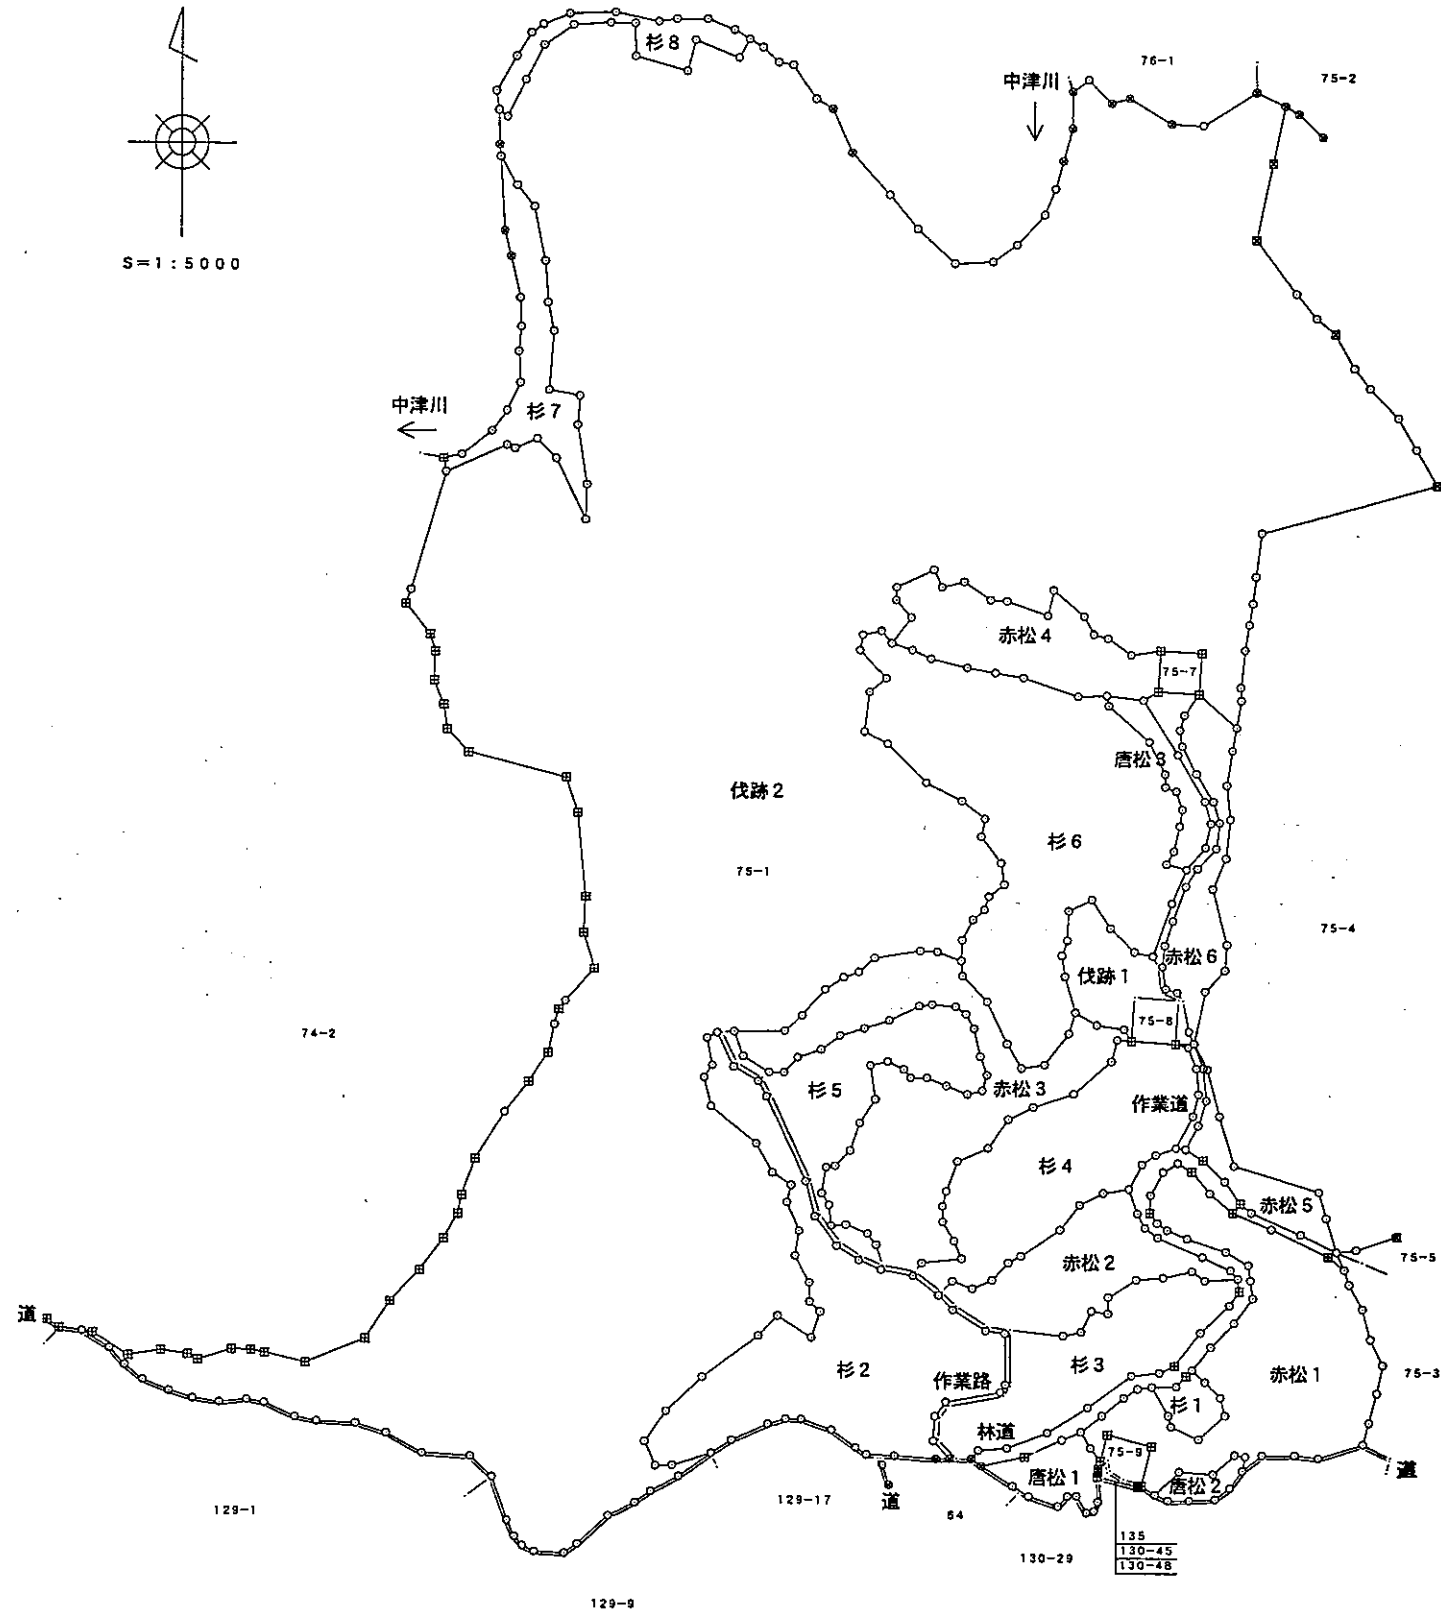 杉8
76-1
75-2
中津川
S=1:5000
中津川
杉7
赤松4
75-7
唐松3
伐跡2
杉6
75-1
75-4
赤松6
伐跡1
75-8
74-2
杉5
赤松3
作業道
杉4
赤松5
75-5
赤松2
道
杉3
杉2
75-3
赤松1
作業路
杉1
林道
75-9
道
唐松1
唐松2
129-17
道
129-1
64
135
130-45
130-48
130-29
129-9